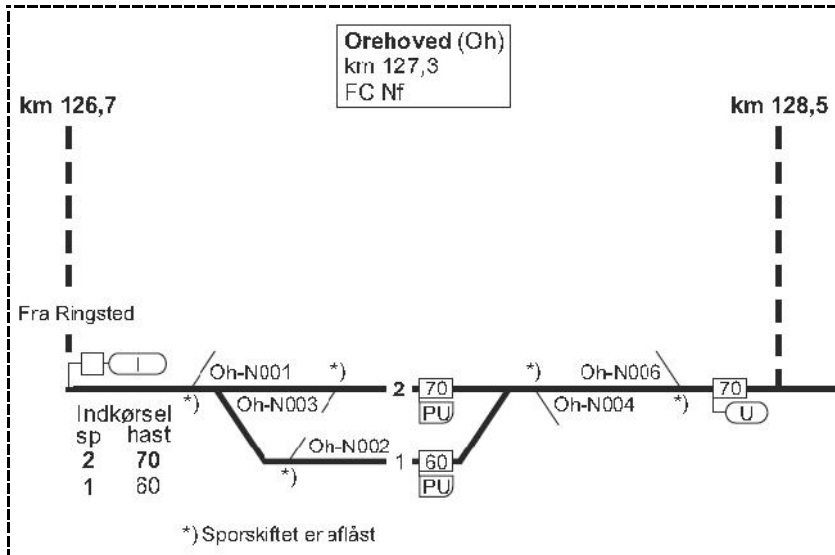 Orehoved (Oh)
km 127,3
FC Nf
km 126,7
km 128,5
Fra Ringsted
I
Oh-N001
*)
*)
Oh-N006
*)
Oh-N003
2
70
PU
Oh-N004
*)
70
U
Indkørsel
sp hast
2 70
1 60
Oh-N002
*)
1
60
PU
*) Sporskiftet er aflåst